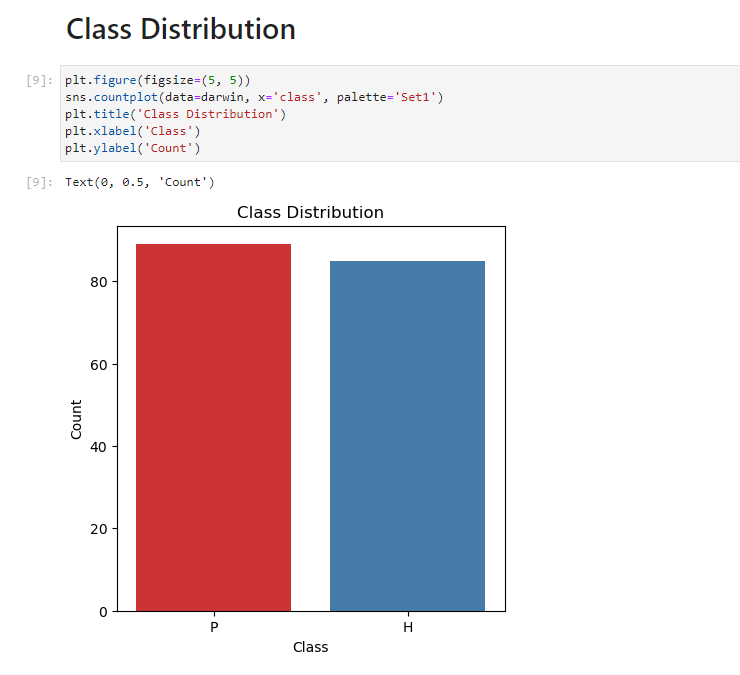 Class Distribution
[9]: plt.figure(figsize=(5, 5))
sns.countplot(data=darwin, x='class', palette='Set1')
plt.title('Class Distribution')
plt.xlabel('Class')
plt.ylabel('Count')
[9]: Text(0, 0.5, 'Count')
Class Distribution
80
60
40
20
0
Count
P H
Class